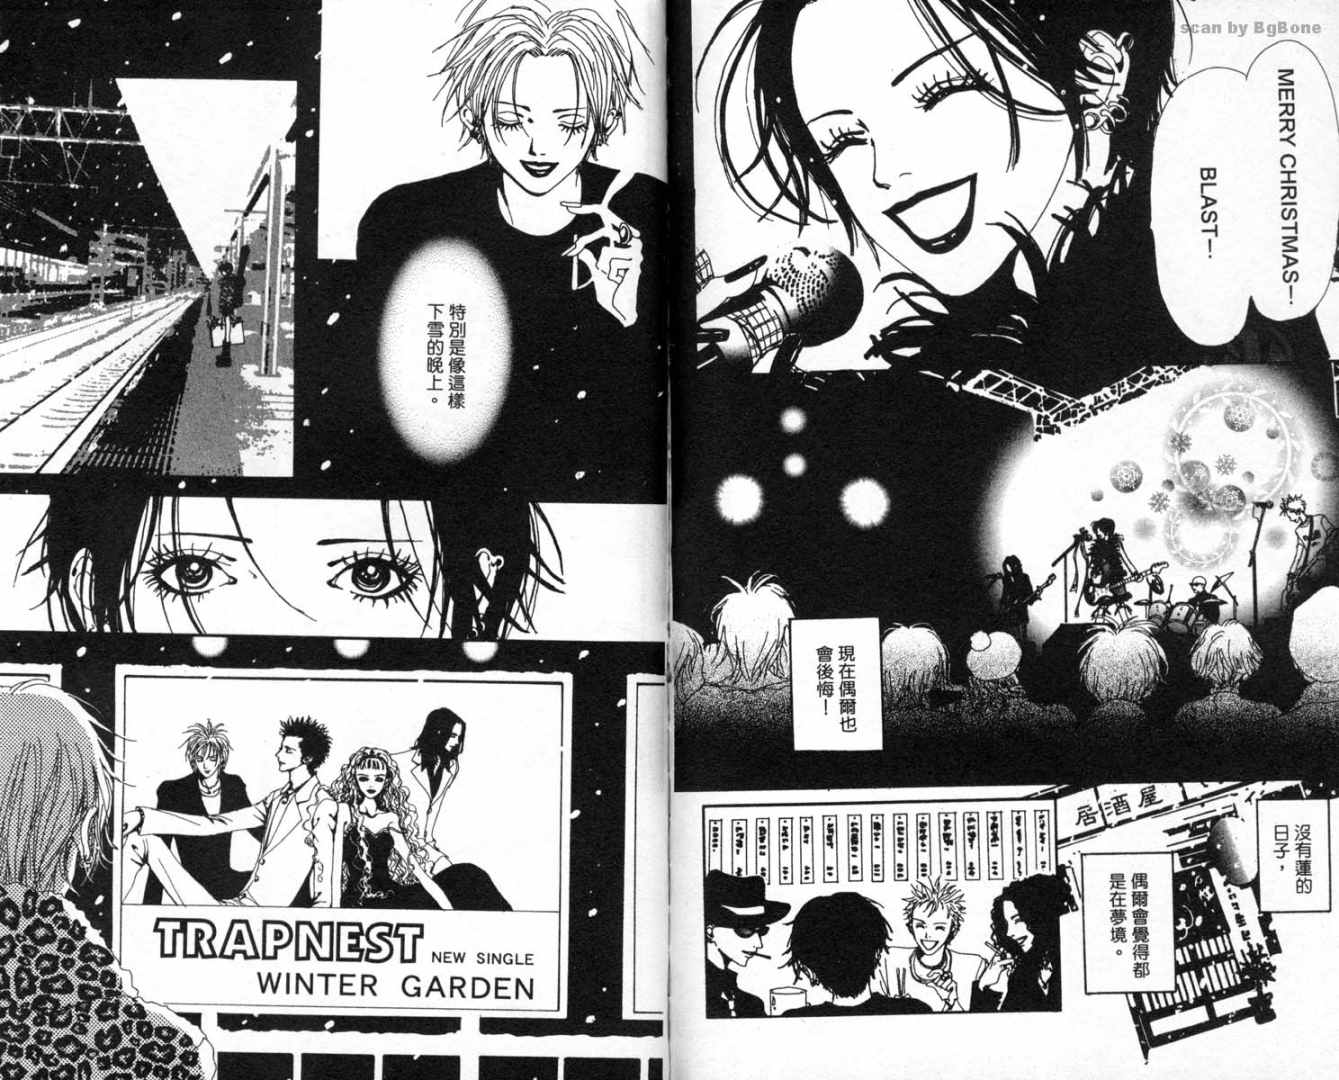 scan by BgBone
MERRY CHRISTMAS—!
BLAST—!
現在偶爾也
會後悔！
居酒屋
沒有蓮的
日子，
偶爾會覺得都
是在夢境。
特別是像這樣
下雪的晚上。
TRAPNEST NEW SINGLE
WINTER GARDEN